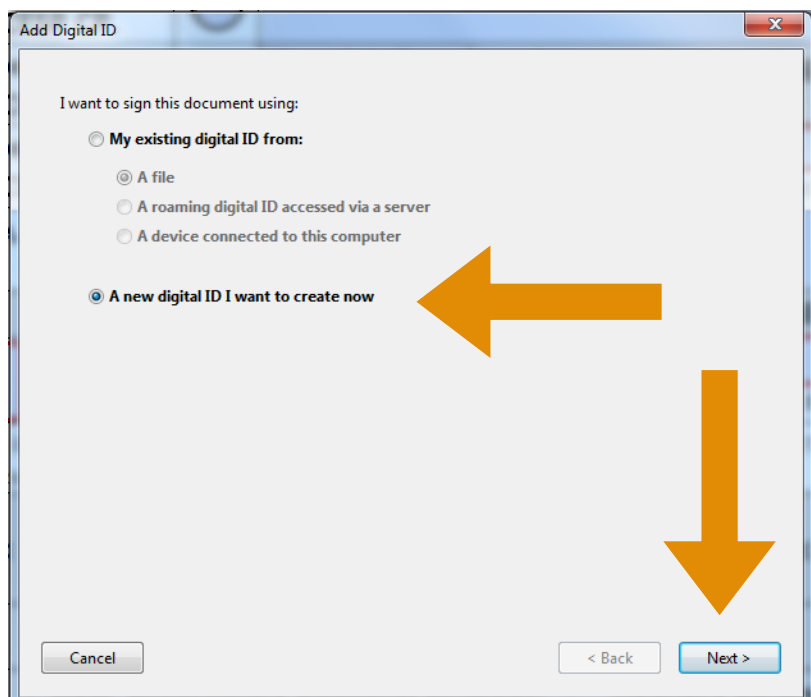 Add Digital ID
I want to sign this document using:
My existing digital ID from:
A file
A roaming digital ID accessed via a server
A device connected to this computer
A new digital ID I want to create now
Cancel
< Back
Next >